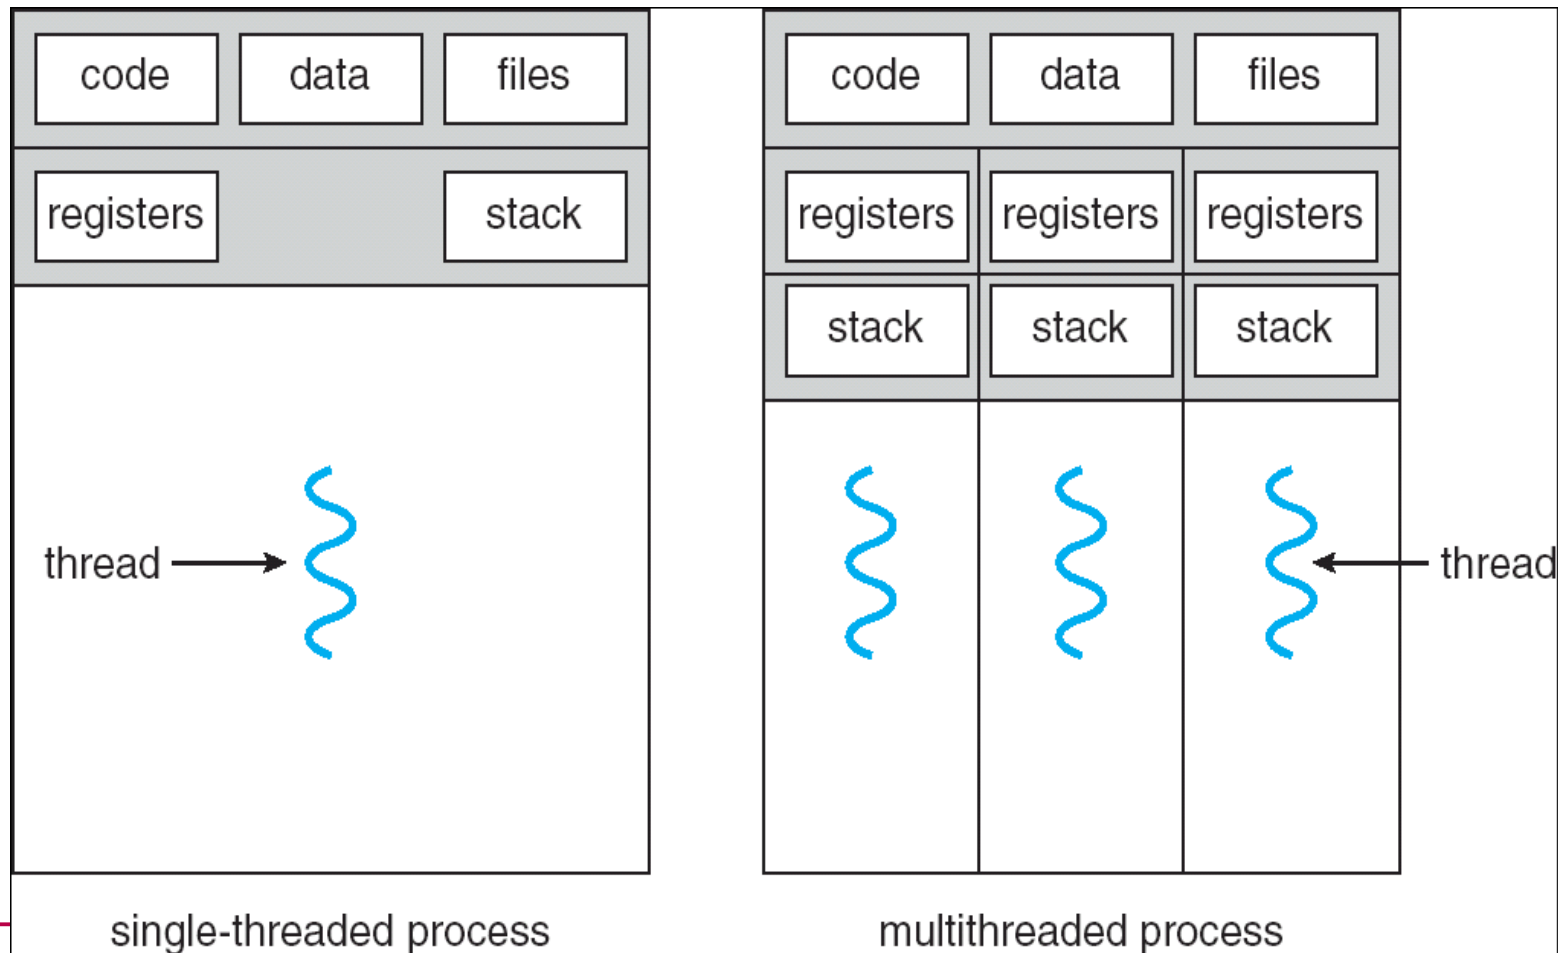 code data files
registers stack
thread
single-threaded process
code data files
registers registers registers
stack stack stack
thread
multithreaded process